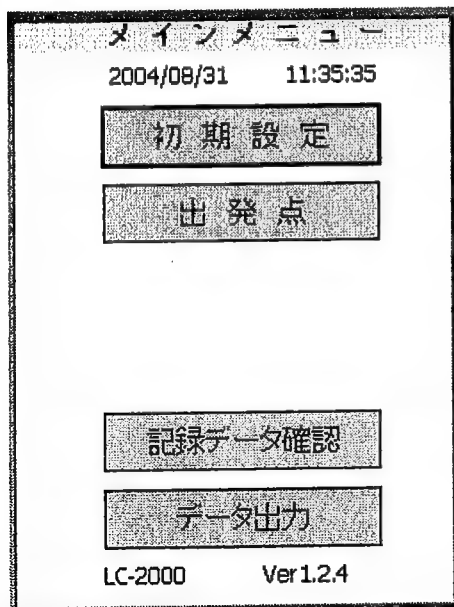 メインメニュー
2004/08/31 11:35:35
初期設定
出発点
記録データ確認
データ出力
LC-2000 Ver1.2.4